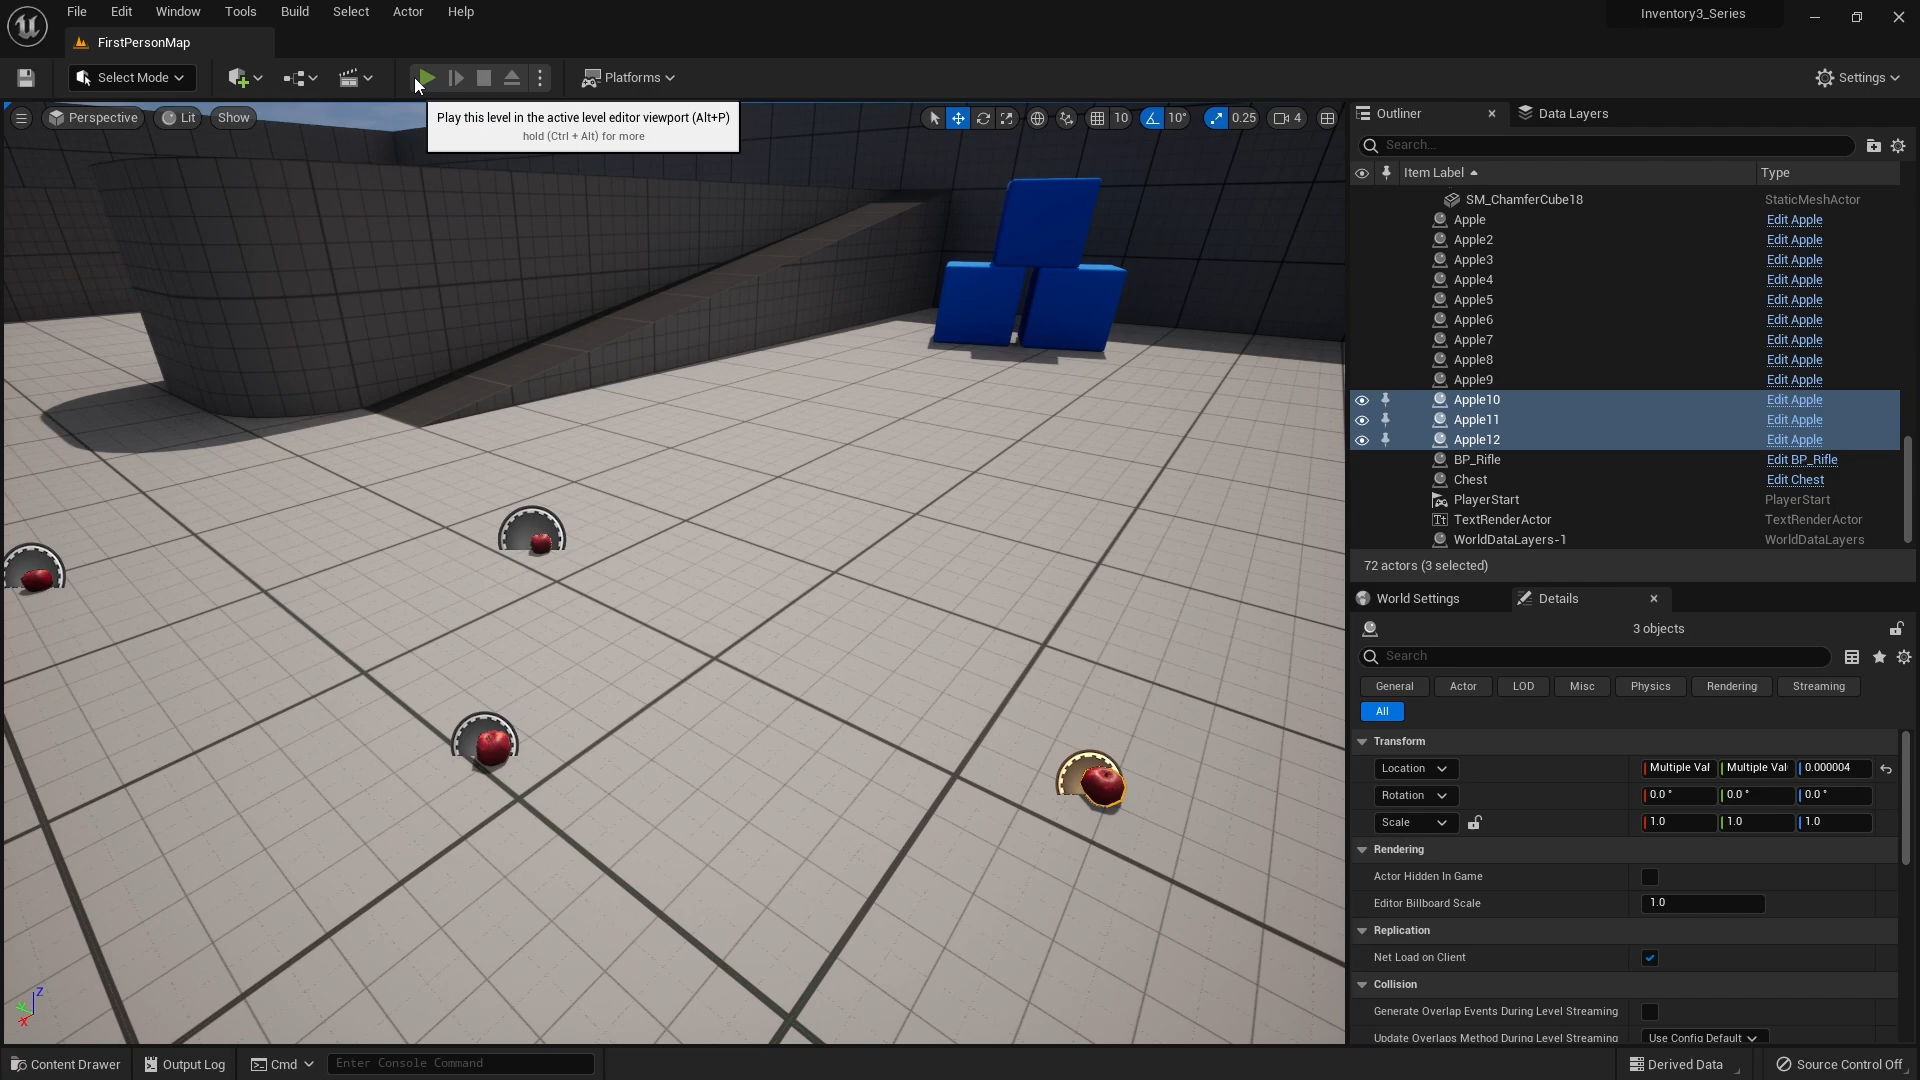 File Edit Window Tools Build Select Actor Help
Inventory3_Series
FirstPersonMap
Select Mode
Platforms
Settings
Perspective Lit Show
Play this level in the active level editor viewport (Alt+P)
hold (Ctrl + Alt) for more
10 10° 0.25 4
Outliner
Data Layers
Search...
Item Label Type
SM_ChamferCube18 StaticMeshActor
Apple Edit Apple
Apple2 Edit Apple
Apple3 Edit Apple
Apple4 Edit Apple
Apple5 Edit Apple
Apple6 Edit Apple
Apple7 Edit Apple
Apple8 Edit Apple
Apple9 Edit Apple
Apple10 Edit Apple
Apple11 Edit Apple
Apple12 Edit Apple
BP_Rifle Edit BP_Rifle
Chest Edit Chest
PlayerStart PlayerStart
TextRenderActor TextRenderActor
WorldDataLayers-1 WorldDataLayers
72 actors (3 selected)
World Settings Details
3 objects
Search
General Actor LOD Misc Physics Rendering Streaming
All
Transform
Location Multiple Val Multiple Val 0.000004
Rotation 0.0 ° 0.0 ° 0.0 °
Scale 1.0 1.0 1.0
Rendering
Actor Hidden In Game
Editor Billboard Scale 1.0
Replication
Net Load on Client
Collision
Generate Overlap Events During Level Streaming
Update Overlaps Method During Level Streaming Use Config Default
Z
X
Content Drawer Output Log Cmd Enter Console Command
Derived Data Source Control Off